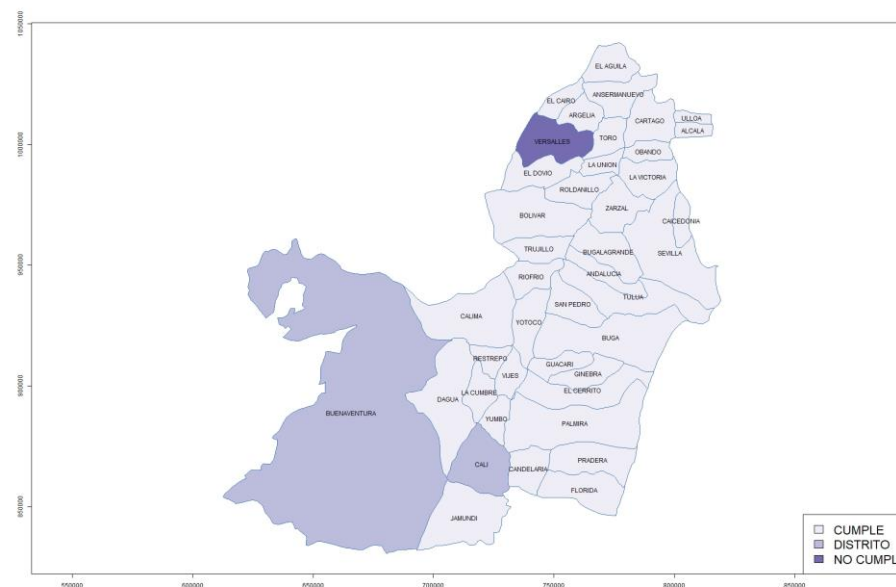 1050000
EL AGUILA
ANSERMANUEVO
EL CAIRO
ARGELIA
CARTAGO
ULLOA
ALCALA
1000000
VERSALLES
TORO
OBANDO
LA UNION
EL DOVIO
LA VICTORIA
ROLDANILLO
ZARZAL
BOLIVAR
CAICEDONIA
TRUJILLO
BUGALAGRANDE
SEVILLA
950000
RIOFRIO
ANDALUCIA
TULUA
SAN PEDRO
CALIMA
YOTOCO
BUGA
RESTREPO
GUACARI
VIJES
GINEBRA
900000
DAGUA
LA CUMBRE
EL CERRITO
BUENAVENTURA
YUMBO
PALMIRA
CALI
CANDELARIA
PRADERA
850000
JAMUNDI
FLORIDA
CUMPLE
DISTRITO
NO CUMPL
550000 600000 650000 700000 750000 800000 850000